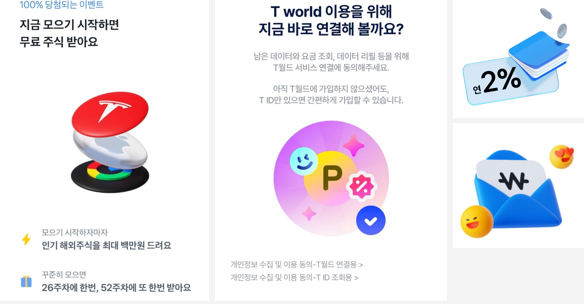 100% 당첨되는 이벤트
지금 모으기 시작하면
무료 주식 받아요
모으기 시작하자마자
인기 해외주식을 최대 백만원 드려요
꾸준히 모으면
26주차에 한번, 52주차에 또 한번 받아요
T world 이용을 위해
지금 바로 연결해 볼까요?
남은 데이터와 요금 조회, 데이터 리필 등을 위해
T월드 서비스 연결에 동의해주세요.
아직 T월드에 가입하지 않으셨어도,
T ID만 있으면 간편하게 가입할 수 있습니다.
P
개인정보 수집 및 이용 동의-T월드 연결용 >
개인정보 수집 및 이용 동의-T ID 조회용 >
연2%
₩